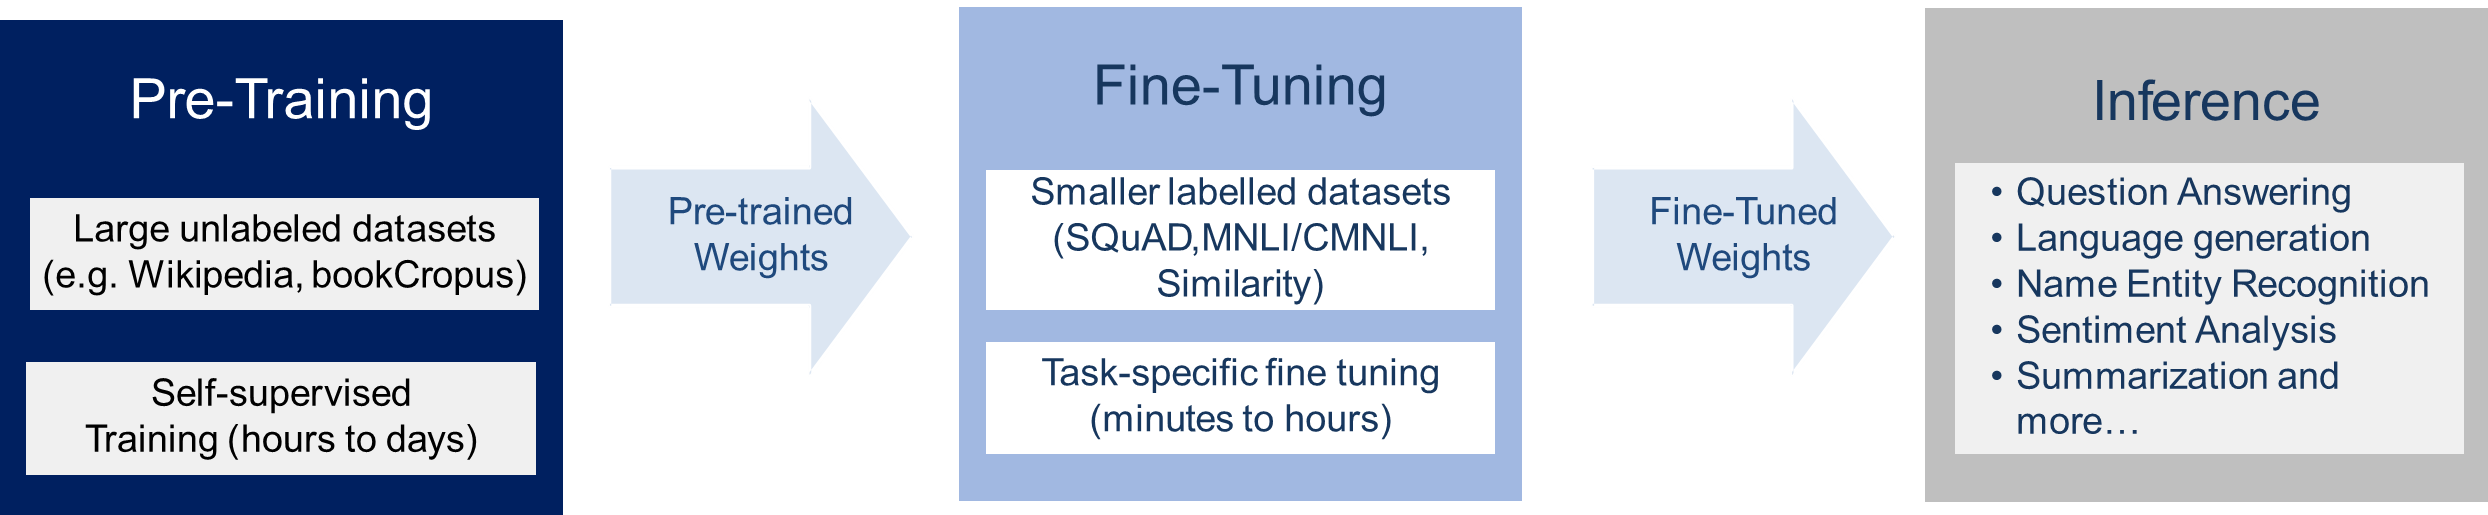 Pre-Training
Large unlabeled datasets
(e.g. Wikipedia, bookCropus)
Self-supervised
Training (hours to days)
Pre-trained
Weights
Fine-Tuning
Smaller labelled datasets
(SQuAD,MNLI/CMNLI,
Similarity)
Task-specific fine tuning
(minutes to hours)
Fine-Tuned
Weights
Inference
• Question Answering
• Language generation
• Name Entity Recognition
• Sentiment Analysis
• Summarization and
more…